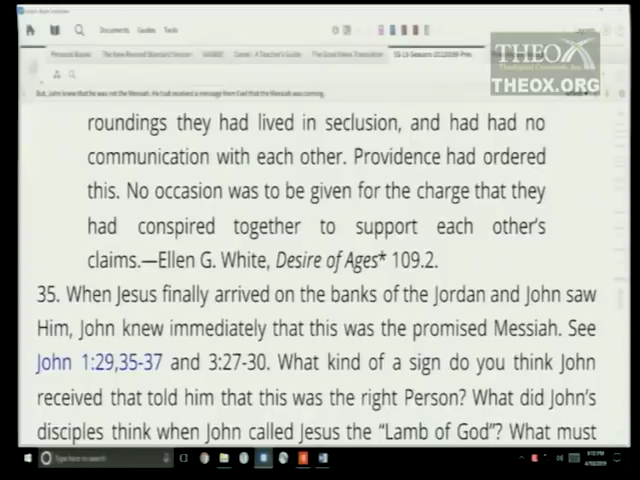 Documents Guides Tools
THEOX
THEOX.ORG
But, John knew that he was not the Messiah. He had received a message from God that the Messiah was coming.
roundings they had lived in seclusion, and had had no
communication with each other. Providence had ordered
this. No occasion was to be given for the charge that they
had conspired together to support each other's
claims.—Ellen G. White, Desire of Ages* 109.2.
35. When Jesus finally arrived on the banks of the Jordan and John saw
Him, John knew immediately that this was the promised Messiah. See
John 1:29,35-37 and 3:27-30. What kind of a sign do you think John
received that told him that this was the right Person? What did John's
disciples think when John called Jesus the “Lamb of God”? What must
Type here to search